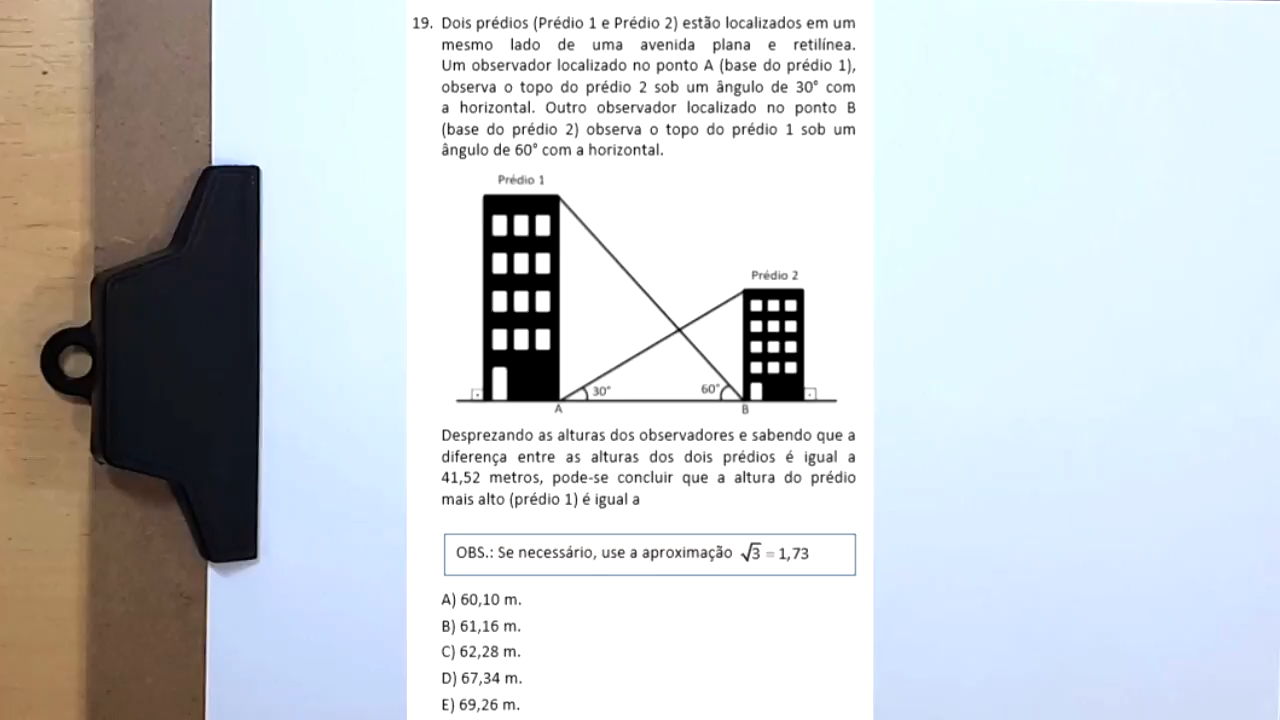 19. Dois prédios (Prédio 1 e Prédio 2) estão localizados em um
mesmo lado de uma avenida plana e retilínea.
Um observador localizado no ponto A (base do prédio 1),
observa o topo do prédio 2 sob um ângulo de 30° com
a horizontal. Outro observador localizado no ponto B
(base do prédio 2) observa o topo do prédio 1 sob um
ângulo de 60° com a horizontal.
Prédio 1
Prédio 2
30°
60°
A
B
Desprezando as alturas dos observadores e sabendo que a
diferença entre as alturas dos dois prédios é igual a
41,52 metros, pode-se concluir que a altura do prédio
mais alto (prédio 1) é igual a
OBS.: Se necessário, use a aproximação √3 = 1,73
A) 60,10 m.
B) 61,16 m.
C) 62,28 m.
D) 67,34 m.
E) 69,26 m.